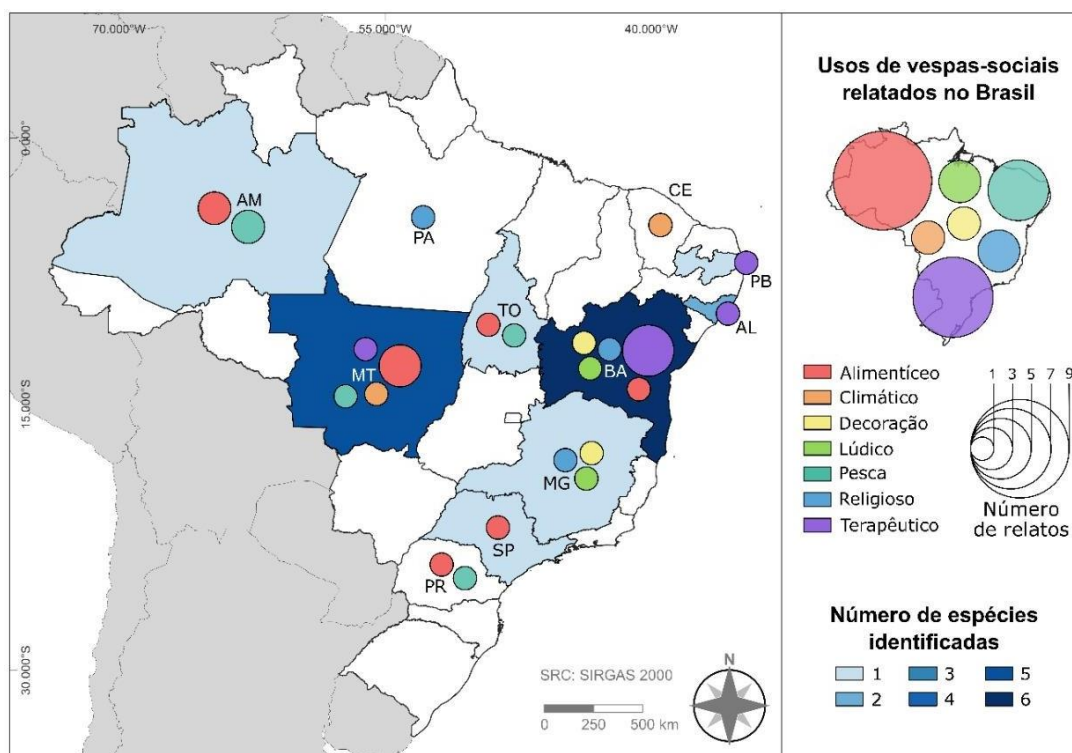 70.000°W
55.000°W
40.000°W
0.000°
15.000°S
30.000°S
AM
PA
CE
PB
AL
TO
MT
BA
MG
SP
PR
SRC: SIRGAS 2000
0 250 500 km
N
Usos de vespas-sociais
relatados no Brasil
Alimentíceo
Climático
Decoração
Lúdico
Pesca
Religioso
Terapêutico
1 3 5 7 9
Número
de relatos
Número de espécies
identificadas
1 3 5
2 4 6